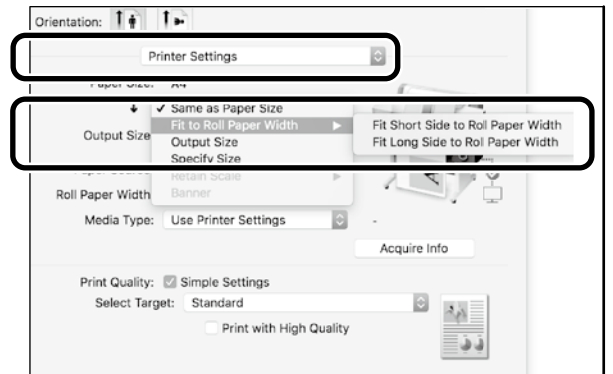 Orientation:
Printer Settings
Paper Size: A4
✓ Same as Paper Size
Output Size
Fit to Roll Paper Width
Fit Short Side to Roll Paper Width
Output Size
Fit Long Side to Roll Paper Width
Specify Size
Retain Scale
Roll Paper Width
Banner
Media Type: Use Printer Settings
-
Acquire Info
Print Quality: Simple Settings
Select Target: Standard
Print with High Quality